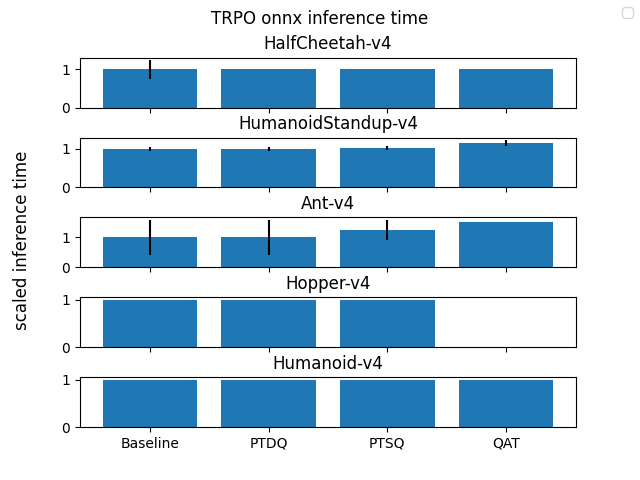 TRPO onnx inference time
HalfCheetah-v4
1
0
HumanoidStandup-v4
1
0
Ant-v4
1
0
Hopper-v4
1
0
Humanoid-v4
1
0
Baseline PTDQ PTSQ QAT
scaled inference time